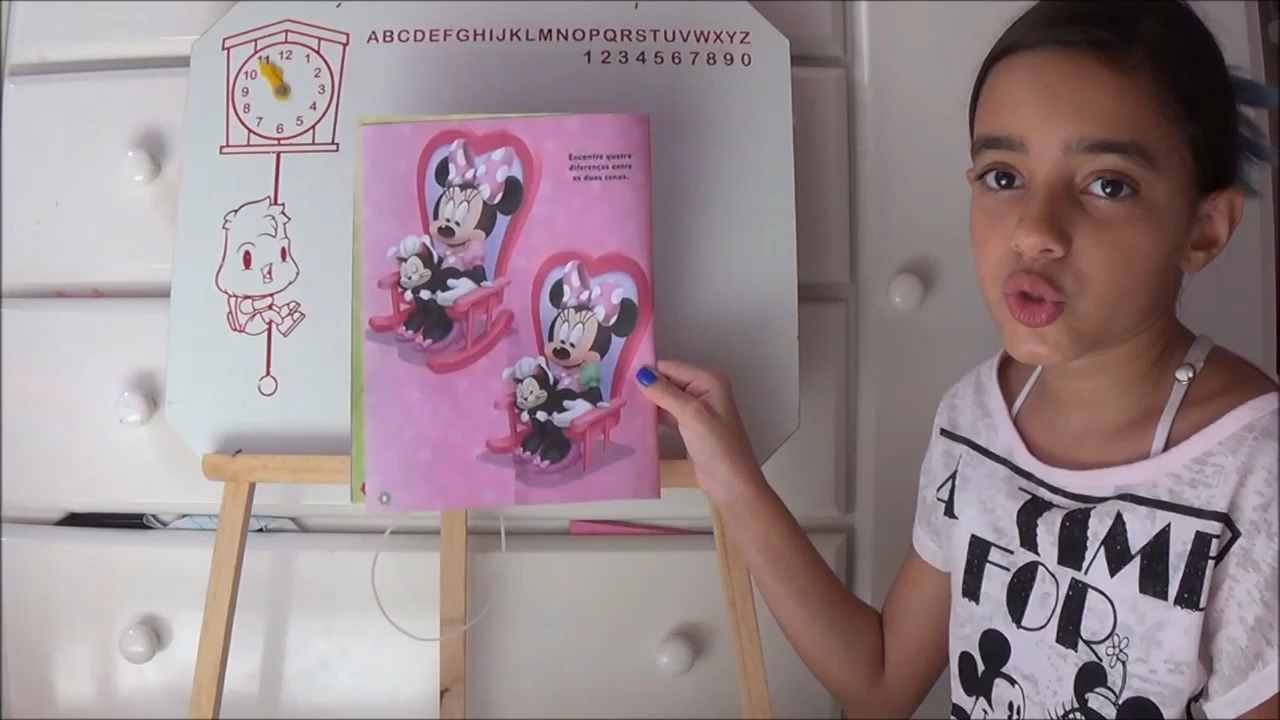 ABCDEFGHIJKLMNOPQRSTUVWXYZ
1234567890
11 12 1
10 2
9 3
8 4
7 6 5
Encontre quatro
diferenças entre
as duas cenas.
A TIME
FOR